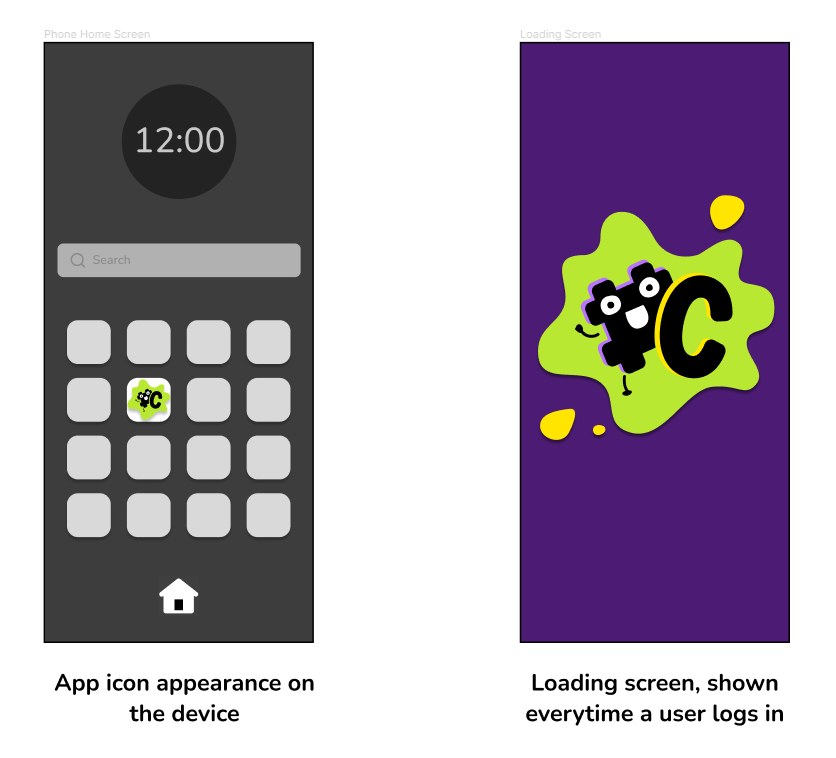 Phone Home Screen
Loading Screen
12:00
Search
C
C
App icon appearance on
the device
Loading screen, shown
everytime a user logs in